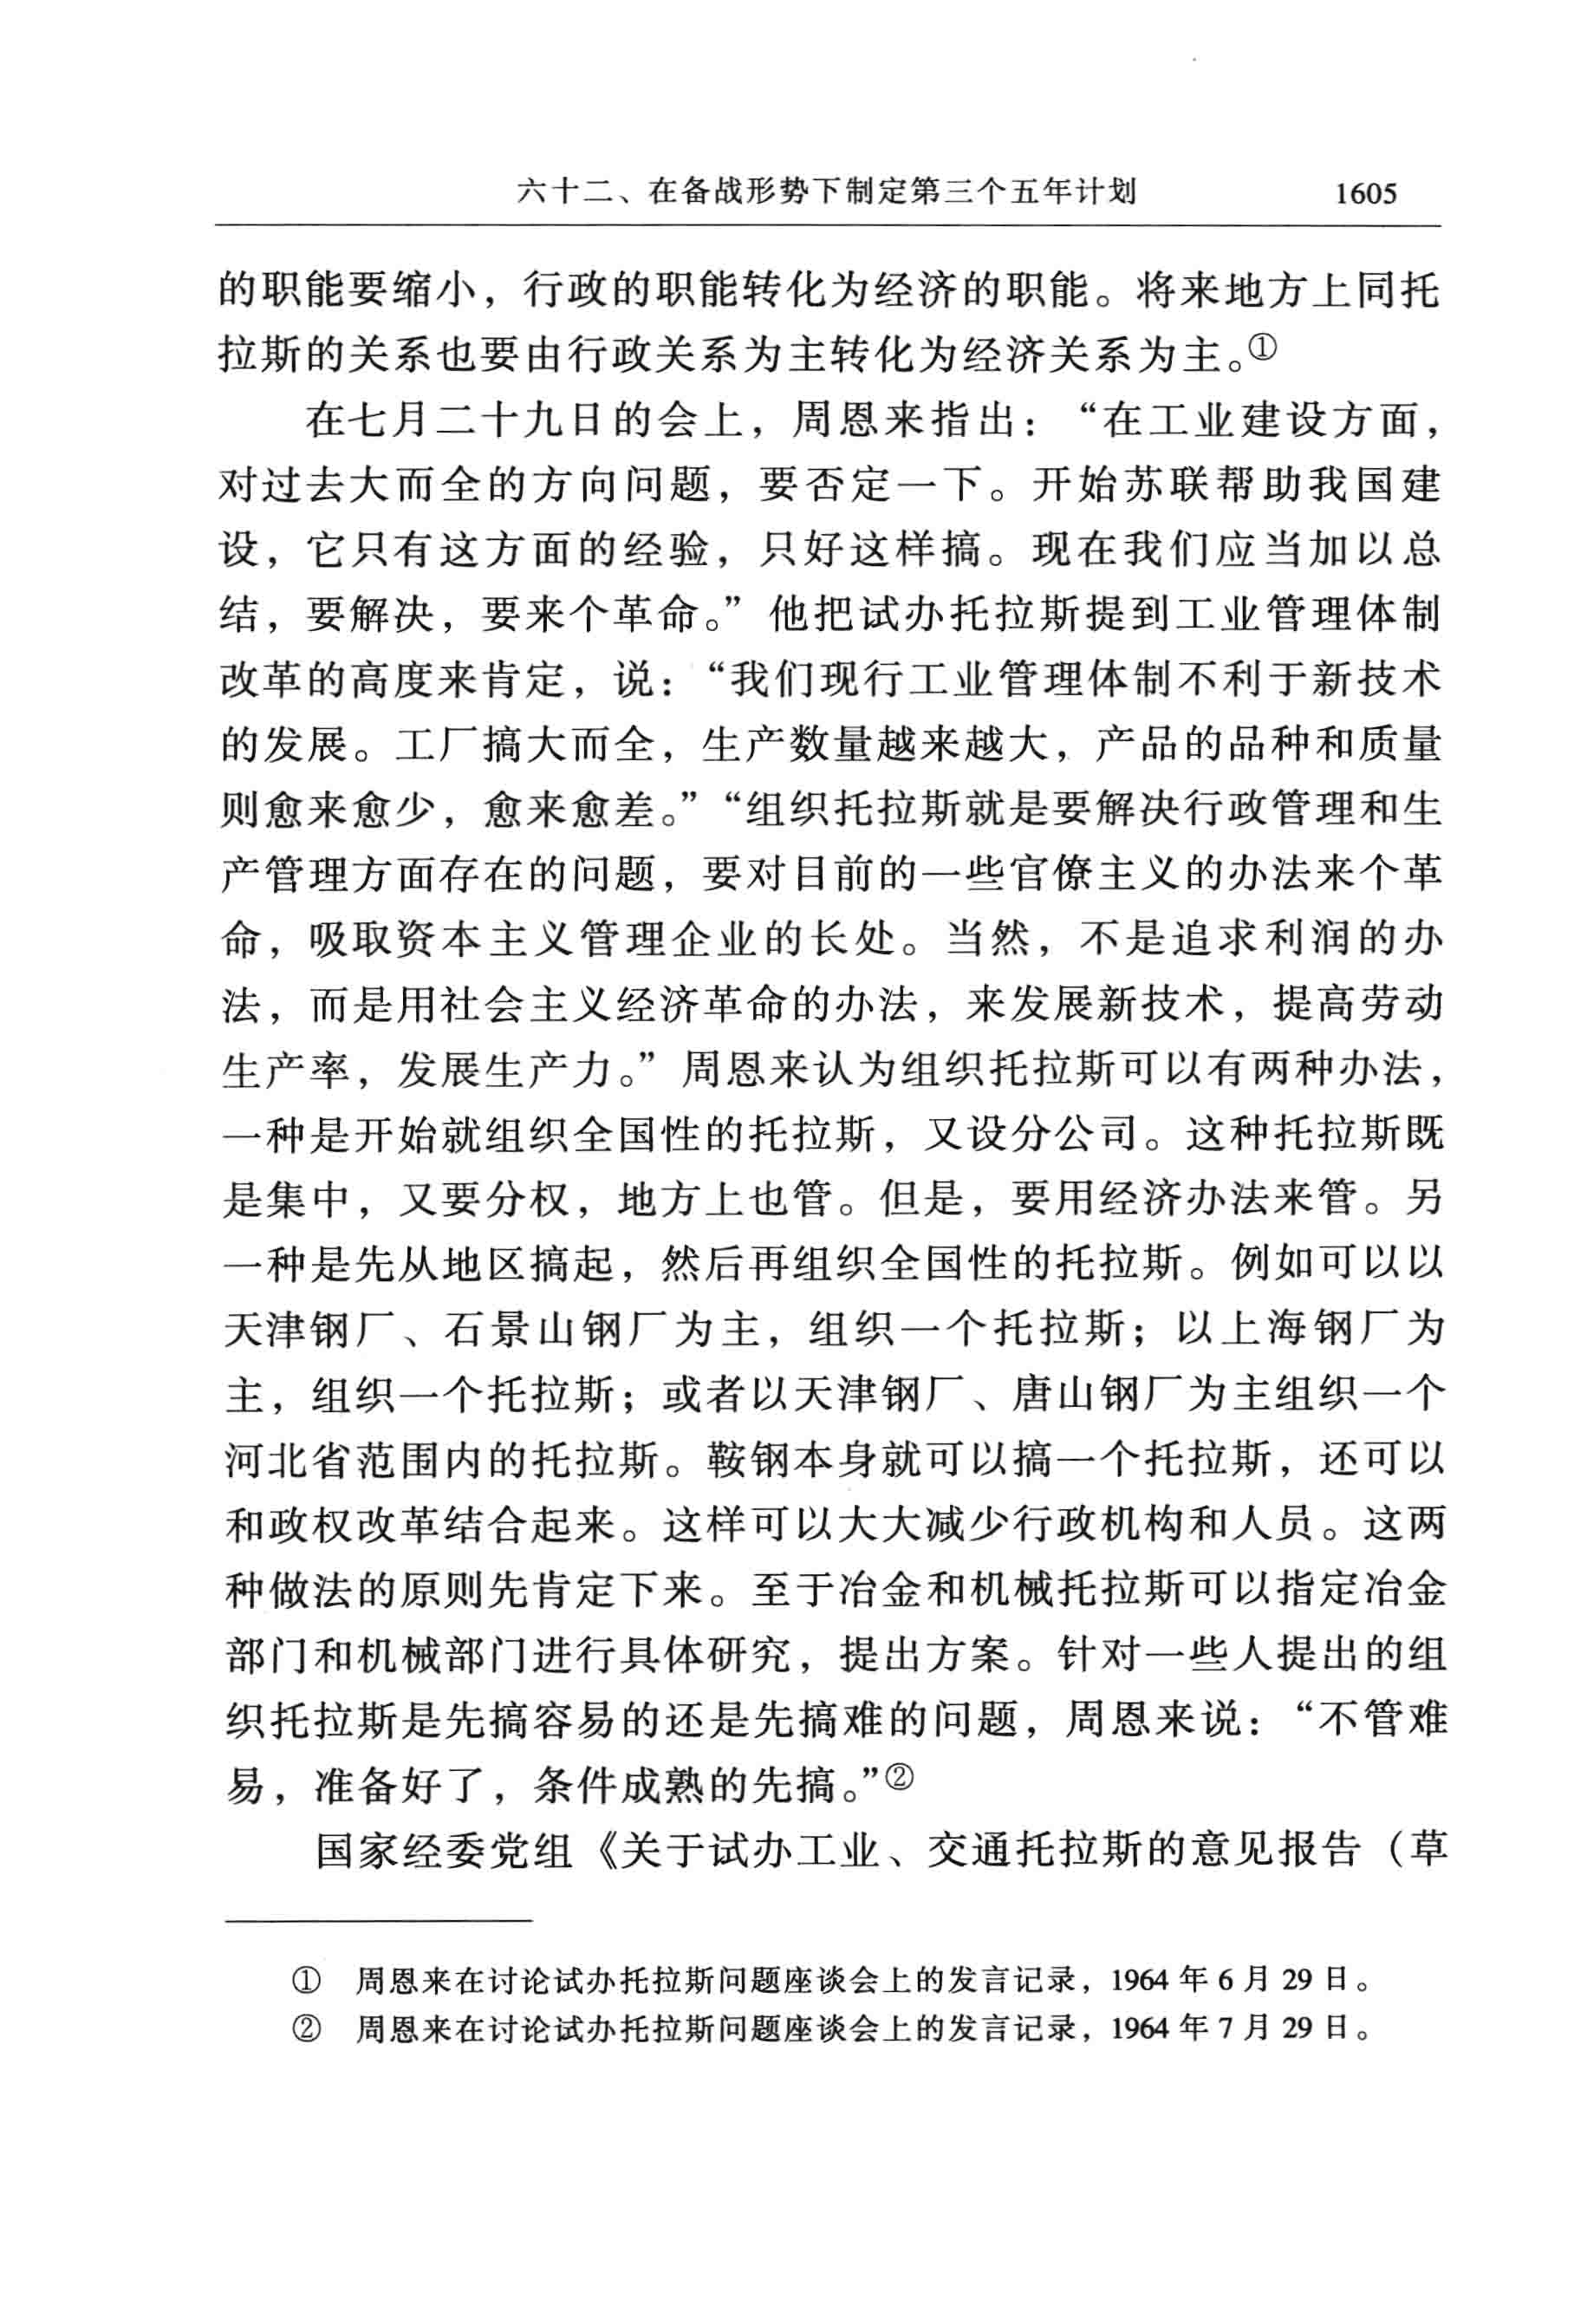 六十二、在备战形势下制定第三个五年计划 1605
的职能要缩小，行政的职能转化为经济的职能。将来地方上同托
拉斯的关系也要由行政关系为主转化为经济关系为主。①
在七月二十九日的会上，周恩来指出：“在工业建设方面，
对过去大而全的方向问题，要否定一下。开始苏联帮助我国建
设，它只有这方面的经验，只好这样搞。现在我们应当加以总
结，要解决，要来个革命。”他把试办托拉斯提到工业管理体制
改革的高度来肯定，说：“我们现行工业管理体制不利于新技术
的发展。工厂搞大而全，生产数量越来越大，产品的品种和质量
则愈来愈少，愈来愈差。”“组织托拉斯就是要解决行政管理和生
产管理方面存在的问题，要对目前的一些官僚主义的办法来个革
命，吸取资本主义管理企业的长处。当然，不是追求利润的办
法，而是用社会主义经济革命的办法，来发展新技术，提高劳动
生产率，发展生产力。”周恩来认为组织托拉斯可以有两种办法，
一种是开始就组织全国性的托拉斯，又设分公司。这种托拉斯既
是集中，又要分权，地方上也管。但是，要用经济办法来管。另
一种是先从地区搞起，然后再组织全国性的托拉斯。例如可以以
天津钢厂、石景山钢厂为主，组织一个托拉斯；以上海钢厂为
主，组织一个托拉斯；或者以天津钢厂、唐山钢厂为主组织一个
河北省范围内的托拉斯。鞍钢本身就可以搞一个托拉斯，还可以
和政权改革结合起来。这样可以大大减少行政机构和人员。这两
种做法的原则先肯定下来。至于冶金和机械托拉斯可以指定冶金
部门和机械部门进行具体研究，提出方案。针对一些人提出的组
织托拉斯是先搞容易的还是先搞难的问题，周恩来说：“不管难
易，准备好了，条件成熟的先搞。”②
国家经委党组《关于试办工业、交通托拉斯的意见报告（草
① 周恩来在讨论试办托拉斯问题座谈会上的发言记录，1964 年 6 月 29 日。
② 周恩来在讨论试办托拉斯问题座谈会上的发言记录，1964 年 7 月 29 日。